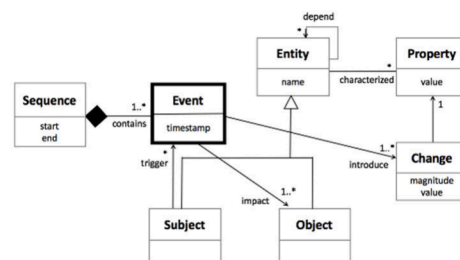 depend
*
Entity
name
*
characterized
Property
value
1
Sequence
start
end
1..*
contains
Event
timestamp
*
trigger
1..*
introduce
Change
magnitude
value
1..*
impact
Subject
Object